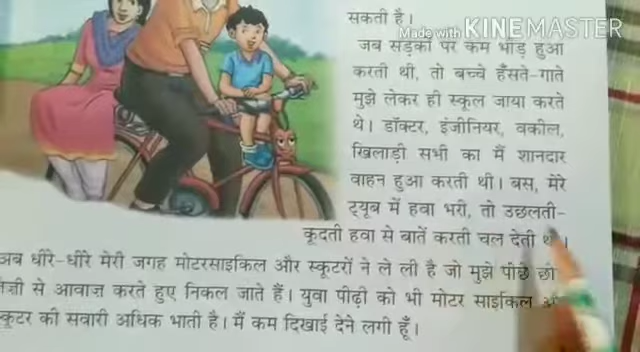 सकती है।
Made with KINEMASTER
जब सड़कों पर कम भीड़ हुआ
करती थी, तो बच्चे हँसते-गाते
मुझे लेकर ही स्कूल जाया करते
थे। डॉक्टर, इंजीनियर, वकील,
खिलाड़ी सभी का मैं शानदार
वाहन हुआ करती थी। बस, मेरे
ट्यूब में हवा भरी, तो उछलती-
कूदती हवा से बातें करती चल देती
अब धीरे-धीरे मेरी जगह मोटरसाइकिल और स्कूटरों ने ले ली है जो मुझे पीछे
से आवाज़ करते हुए निकल जाते हैं। युवा पीढ़ी को भी मोटर साइकिल
की सवारी अधिक भाती है। मैं कम दिखाई देने लगी हूँ।